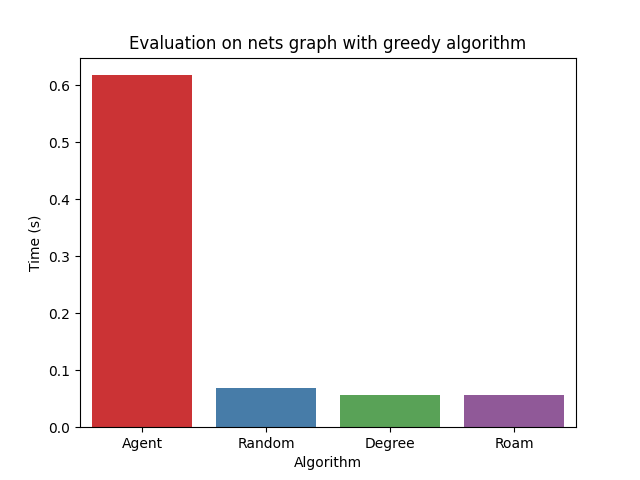 Evaluation on nets graph with greedy algorithm
Time (s)
0.6
0.5
0.4
0.3
0.2
0.1
0.0
Agent
Random
Degree
Roam
Algorithm